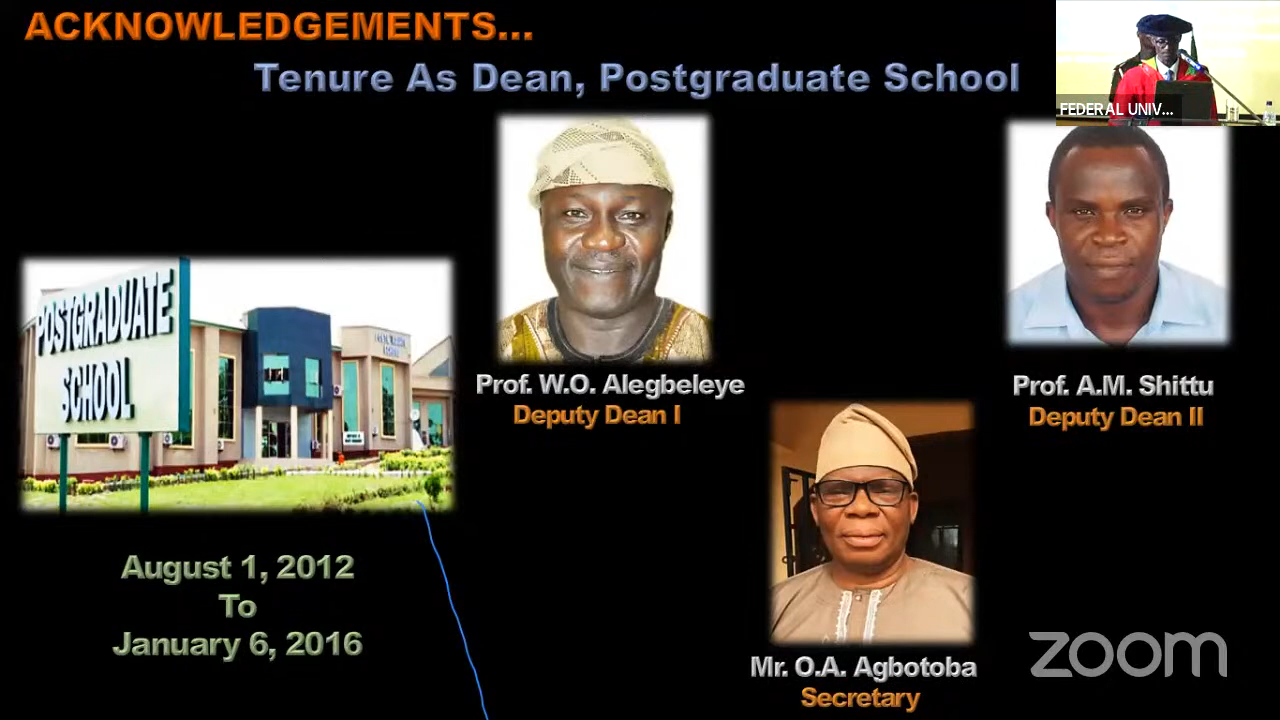 ACKNOWLEDGEMENTS...
Tenure As Dean, Postgraduate School
FEDERAL UNIV...
POSTGRADUATE
SCHOOL
Prof. W.O. Alegbeleye
Deputy Dean I
Prof. A.M. Shittu
Deputy Dean II
August 1, 2012
To
January 6, 2016
Mr. O.A. Agbotoba
Secretary
zoom